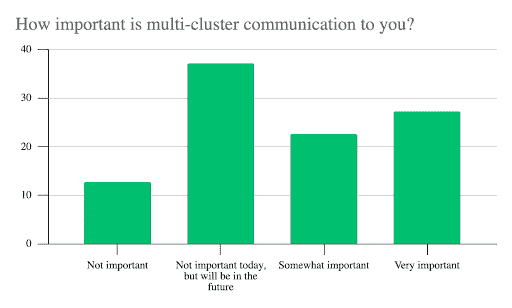 How important is multi-cluster communication to you?
40
30
20
10
0
Not important
Not important today,
but will be in the
future
Somewhat important
Very important